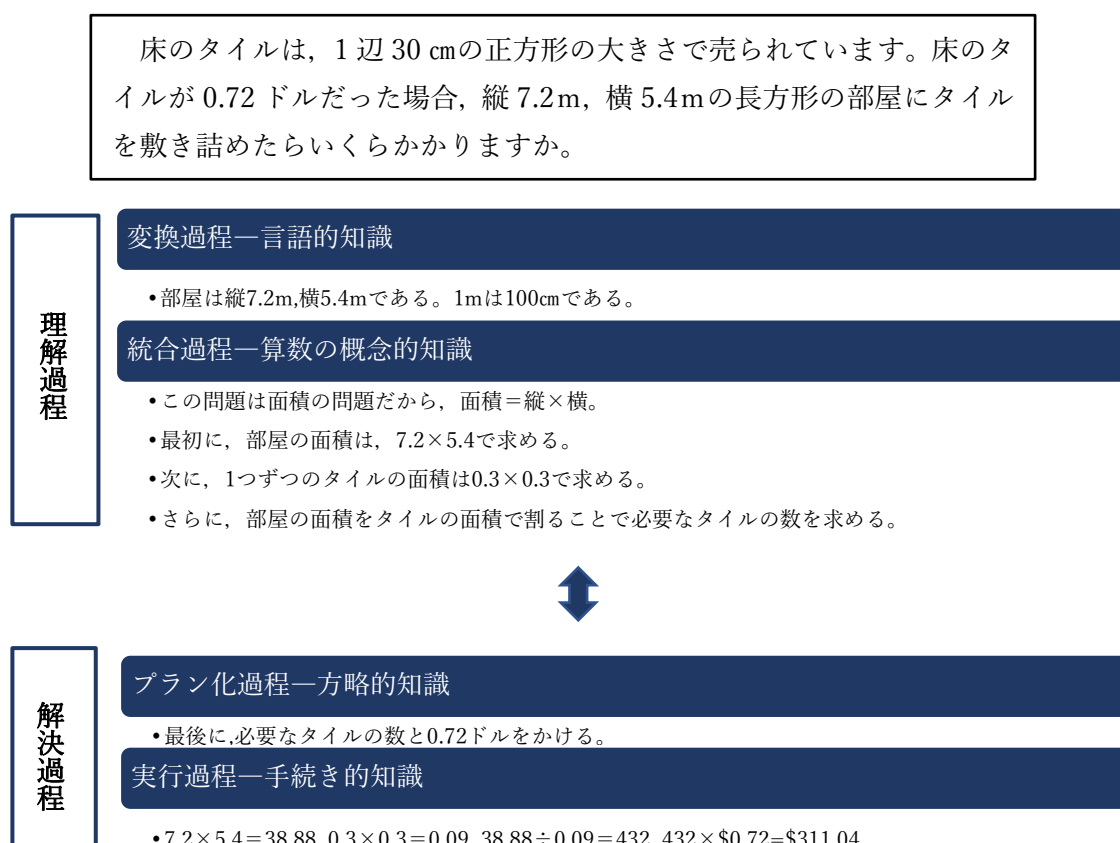 床のタイルは，1 辺 30 ㎝の正方形の大きさで売られています。床のタ
イルが 0.72 ドルだった場合，縦 7.2ｍ，横 5.4ｍの長方形の部屋にタイル
を敷き詰めたらいくらかかりますか。
理解過程
変換過程―言語的知識
•部屋は縦7.2m,横5.4mである。1mは100㎝である。
統合過程―算数の概念的知識
•この問題は面積の問題だから，面積＝縦×横。
•最初に，部屋の面積は，7.2×5.4で求める。
•次に，1つずつのタイルの面積は0.3×0.3で求める。
•さらに，部屋の面積をタイルの面積で割ることで必要なタイルの数を求める。
解決過程
プラン化過程―方略的知識
•最後に,必要なタイルの数と0.72ドルをかける。
実行過程―手続き的知識
•7.2×5.4＝38.88, 0.3×0.3＝0.09, 38.88÷0.09＝432, 432×$0.72=$311.04